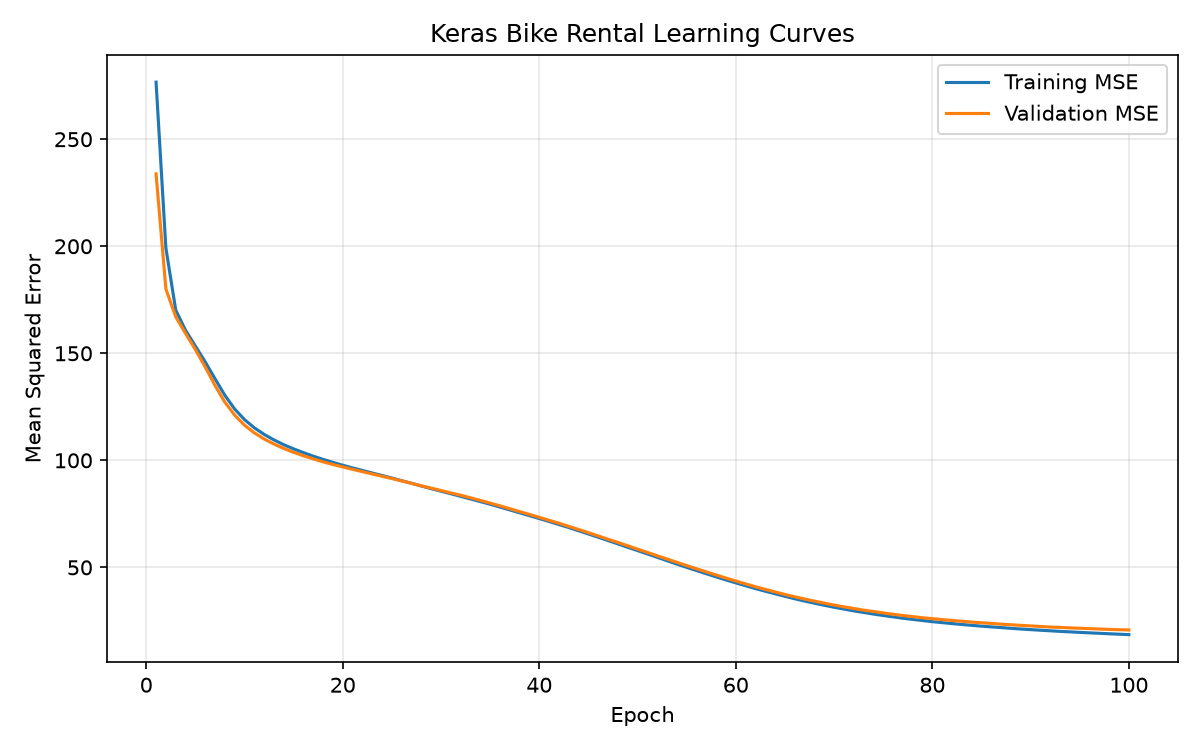 Keras Bike Rental Learning Curves
Training MSE
Validation MSE
250
200
150
100
50
Mean Squared Error
0 20 40 60 80 100
Epoch